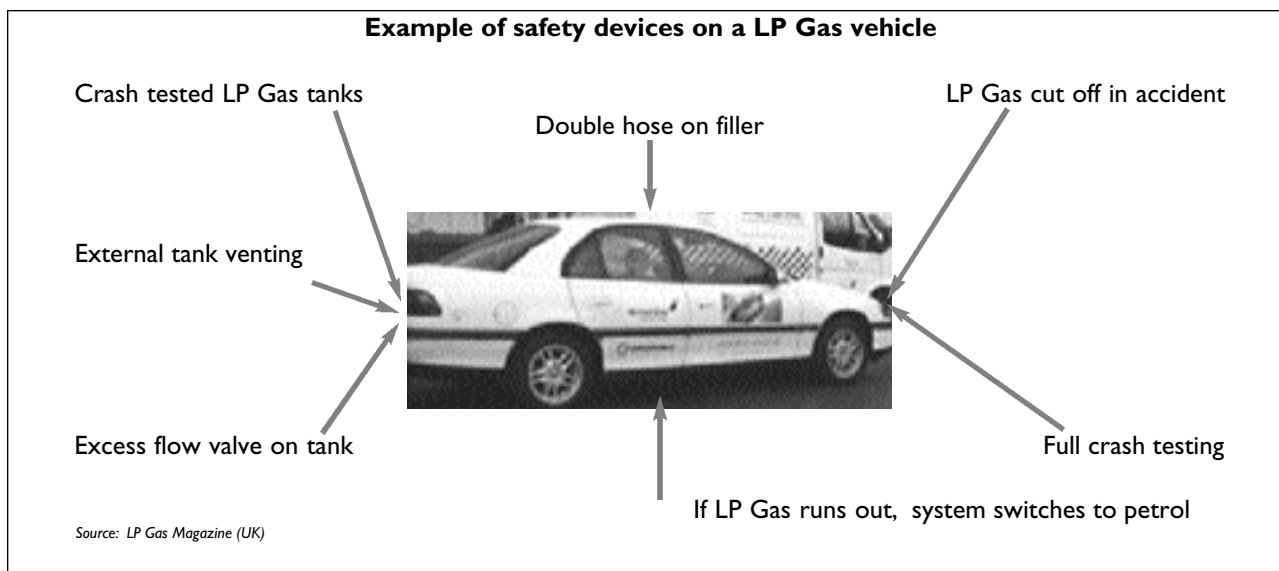 Example of safety devices on a LP Gas vehicle
Crash tested LP Gas tanks
LP Gas cut off in accident
Double hose on filler
External tank venting
Excess flow valve on tank
Full crash testing
If LP Gas runs out, system switches to petrol
Source: LP Gas Magazine (UK)